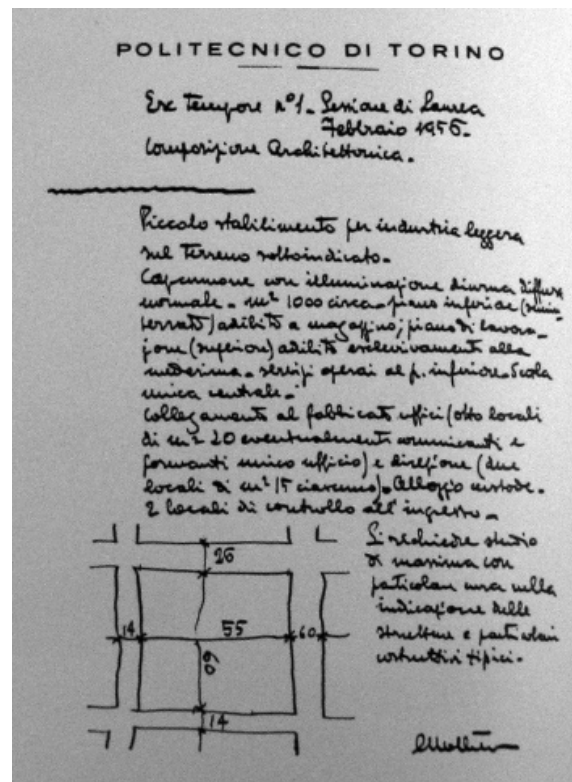 POLITECNICO DI TORINO
Ex Tempore n°1. Sessione di Laurea
Febbraio 1956.
Composizione Architettonica.
Piccolo stabilimento per industria leggera
sul terreno sottoindicato.
Capannone con illuminazione diurna diffusa
normale. m² 1000 circa. piano inferiore (semin
terrato) adibito a magazzino; piano di lavora-
zione (superiore) adibito esclusivamente alla
medesima. servizi operai al p. inferiore. Scala
unica centrale.
Collegamento al fabbricato uffici (otto locali
di m² 20 eventualmente comunicanti e
formanti unico ufficio) e direzione (due
locali di m² 15 ciascuno). Alloggio custode.
2 locali di controllo all'ingresso.
Si richiede studio
di massima con
particolare cura nella
indicazione delle
strutture e particolari
costruttivi tipici.
26
14 55 60
60
14